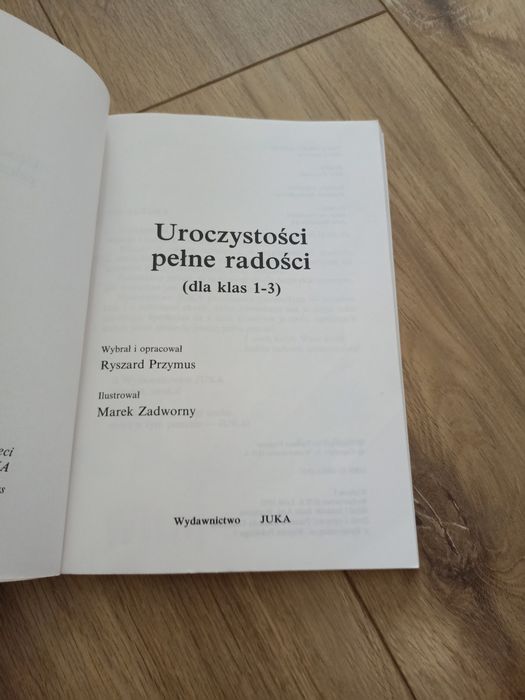 Uroczystości
pełne radości
(dla klas 1-3)
Wybrał i opracował
Ryszard Przymus
Ilustrował
Marek Zadworny
Wydawnictwo JUKA